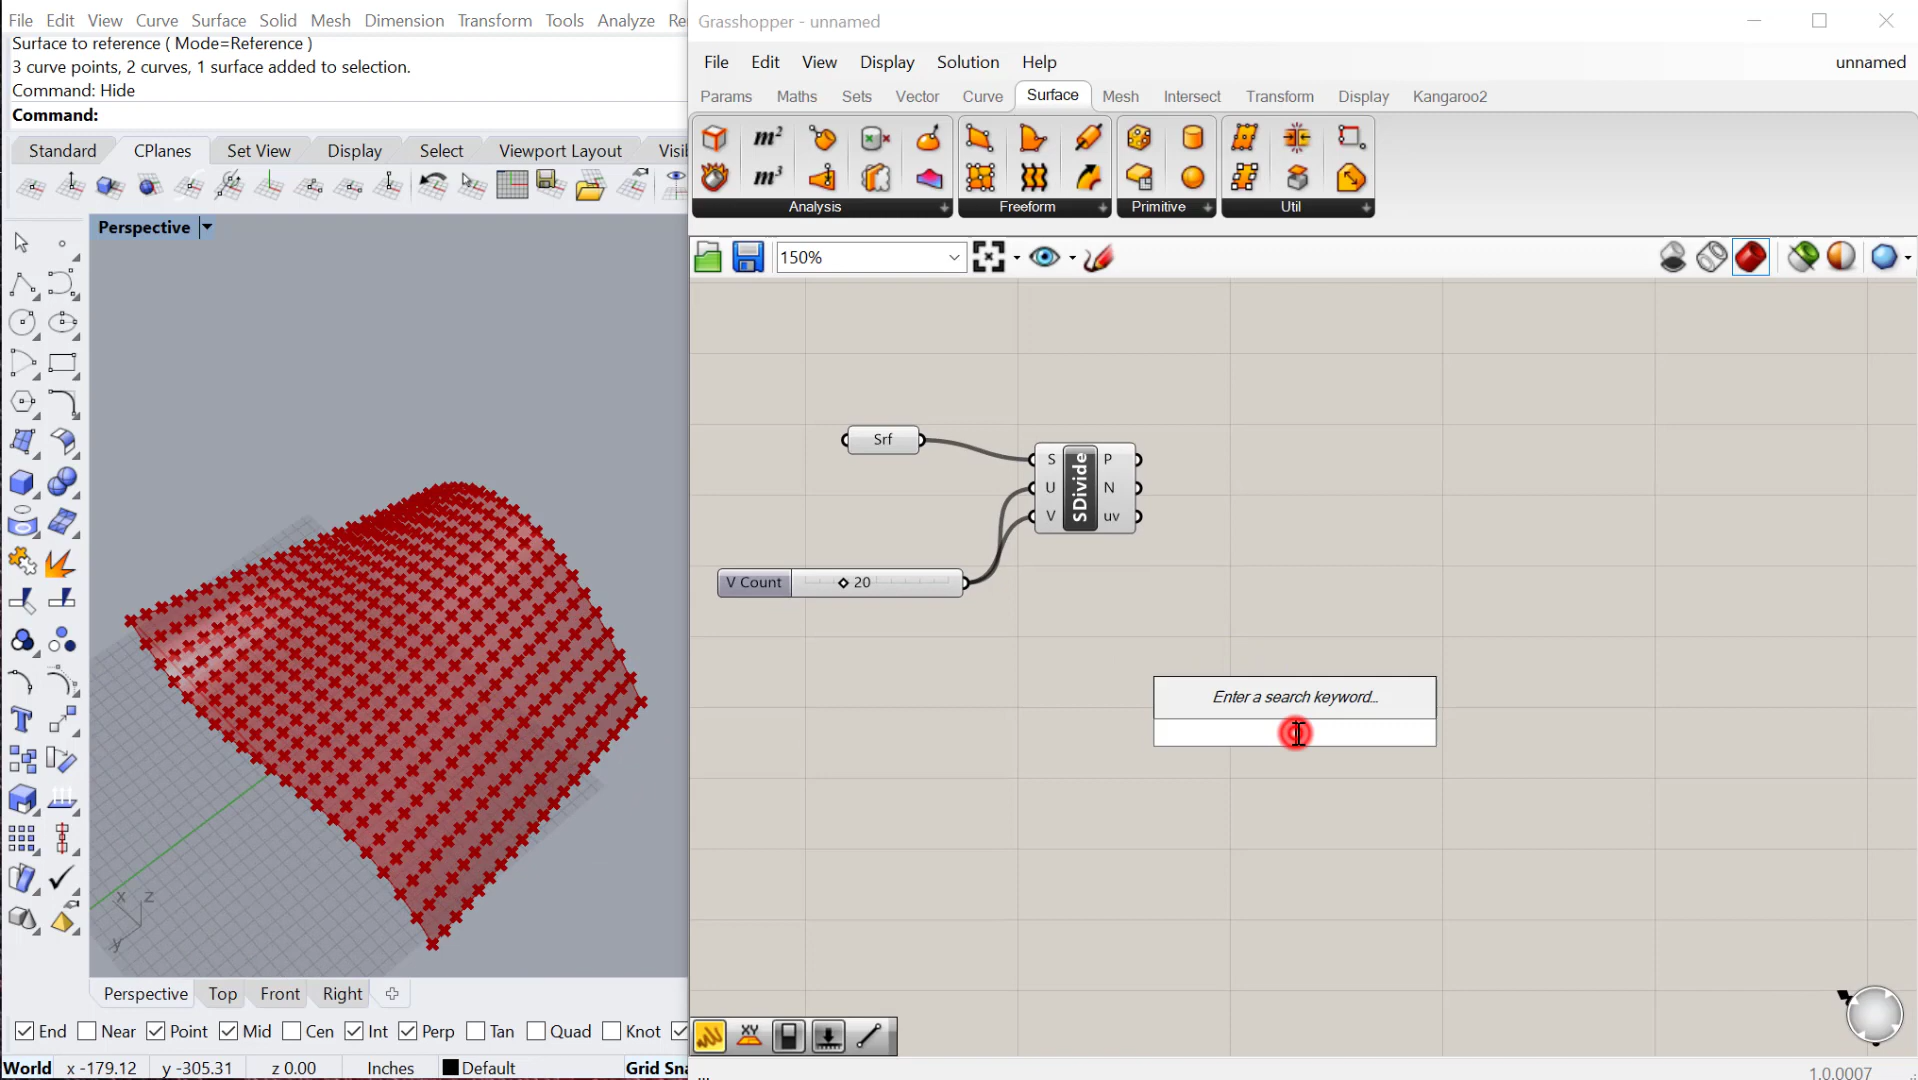 File Edit View Curve Surface Solid Mesh Dimension Transform Tools Analyze Re
Surface to reference ( Mode=Reference )
3 curve points, 2 curves, 1 surface added to selection.
Command: Hide
Command:
Standard CPlanes Set View Display Select Viewport Layout Visib
Perspective
x z
y
Perspective Top Front Right
End Near Point Mid Cen Int Perp Tan Quad Knot
World x -179.12 y -305.31 z 0.00 Inches Default Grid Sna
Grasshopper - unnamed
File Edit View Display Solution Help unnamed
Params Maths Sets Vector Curve Surface Mesh Intersect Transform Display Kangaroo2
m²
m³
Analysis Freeform Primitive Util
150%
Srf
S SDivide P
U N
V uv
V Count 20
Enter a search keyword...
XY
1.0.0007